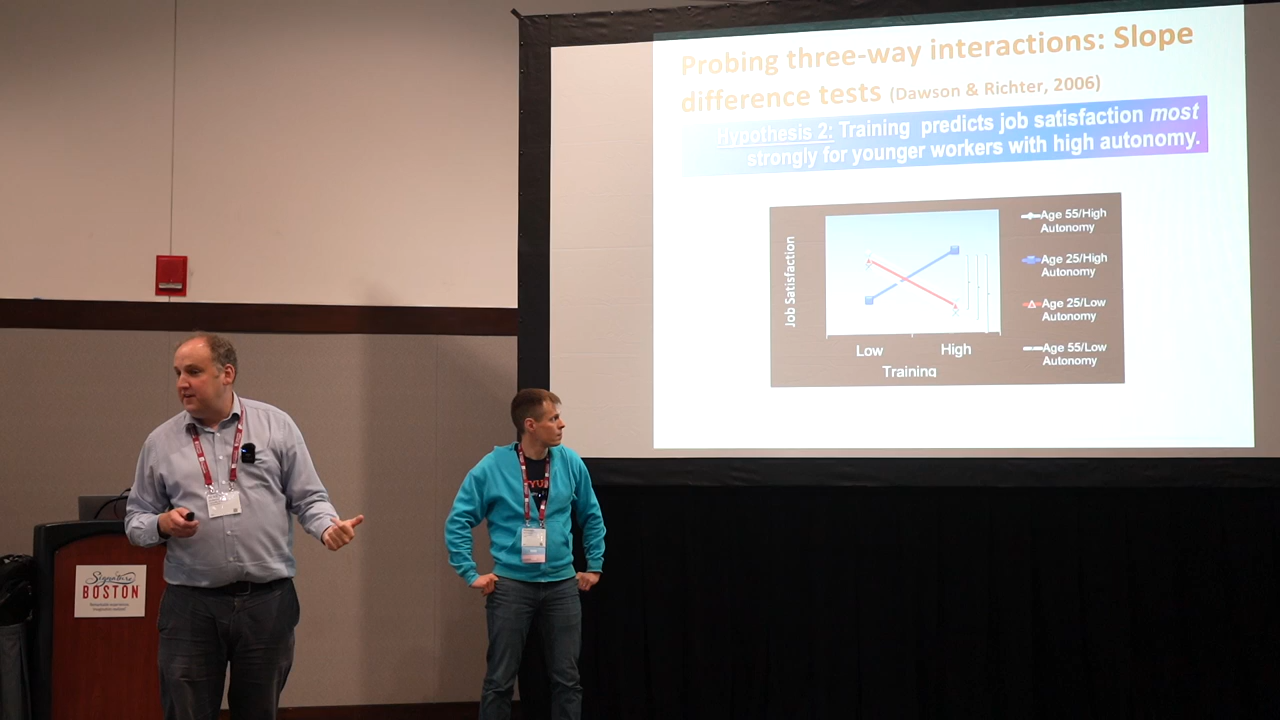 Probing three-way interactions: Slope
difference tests (Dawson & Richter, 2006)
Hypothesis 2: Training predicts job satisfaction most
strongly for younger workers with high autonomy.
Job Satisfaction
Low
High
Training
Age 55/High
Autonomy
Age 25/High
Autonomy
Age 25/Low
Autonomy
Age 55/Low
Autonomy
Signature
BOSTON